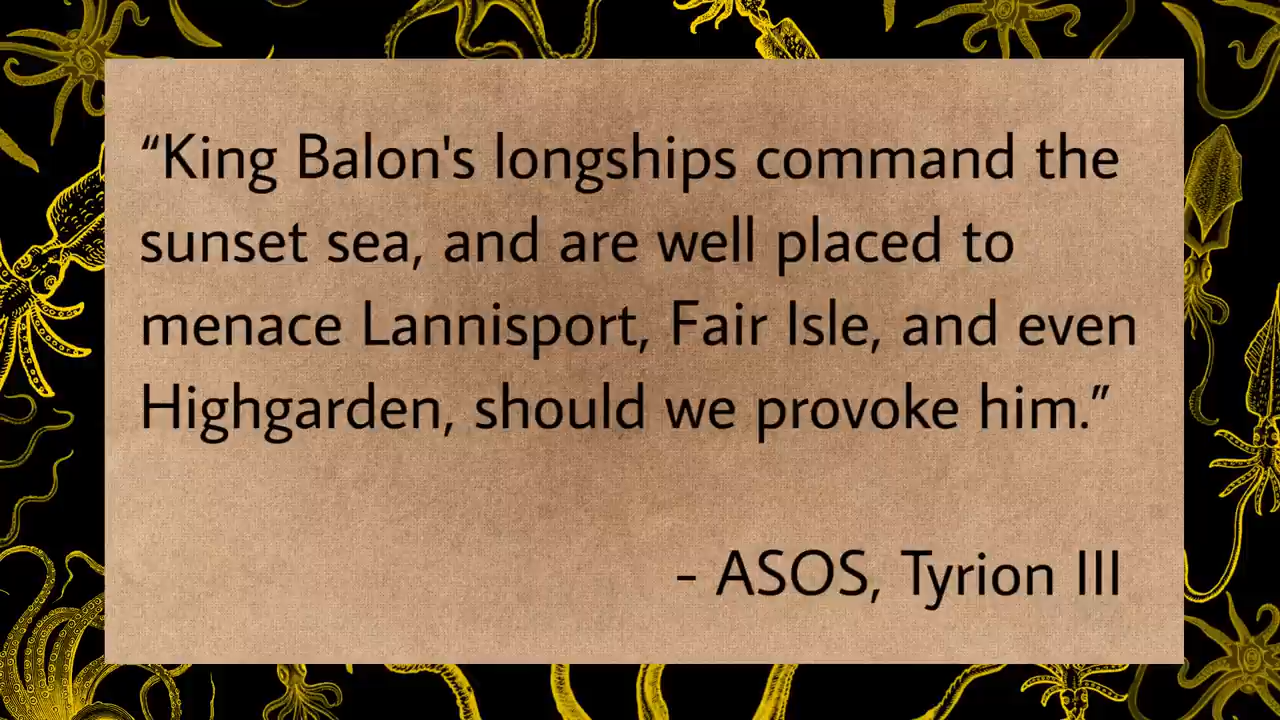 “King Balon's longships command the
sunset sea, and are well placed to
menace Lannisport, Fair Isle, and even
Highgarden, should we provoke him.”
- ASOS, Tyrion III